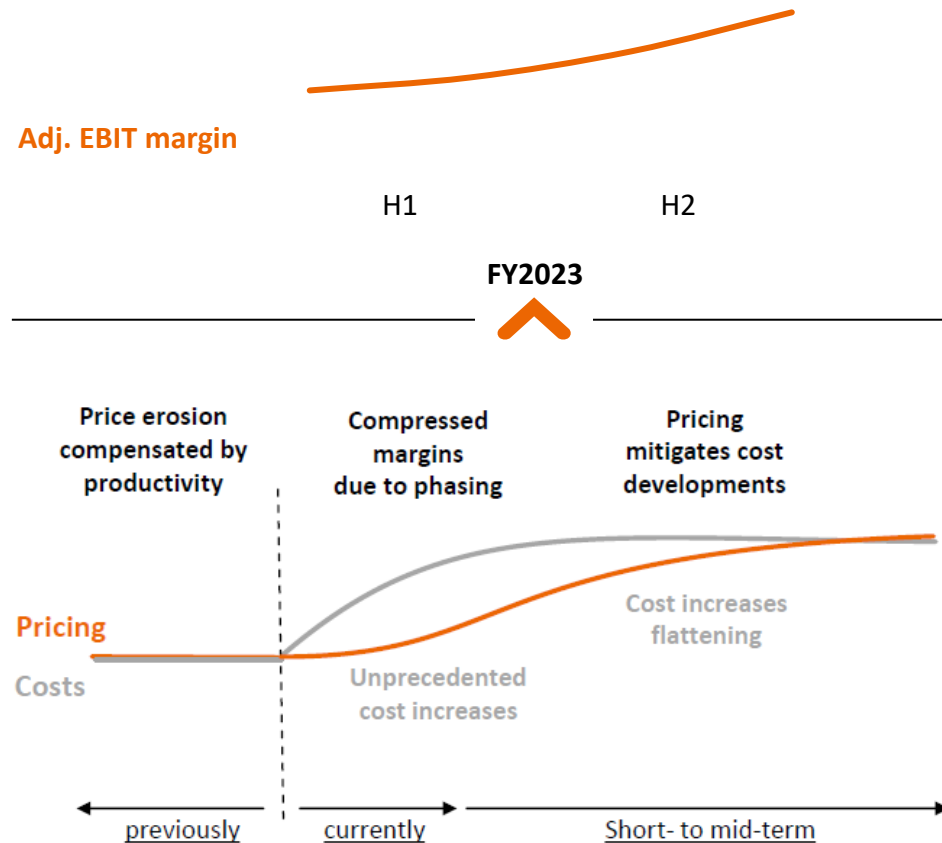 Adj. EBIT margin
H1
H2
FY2023
Price erosion
compensated by
productivity
Compressed
margins
due to phasing
Pricing
mitigates cost
developments
Pricing
Costs
Unprecedented
cost increases
Cost increases
flattening
previously
currently
Short- to mid-term